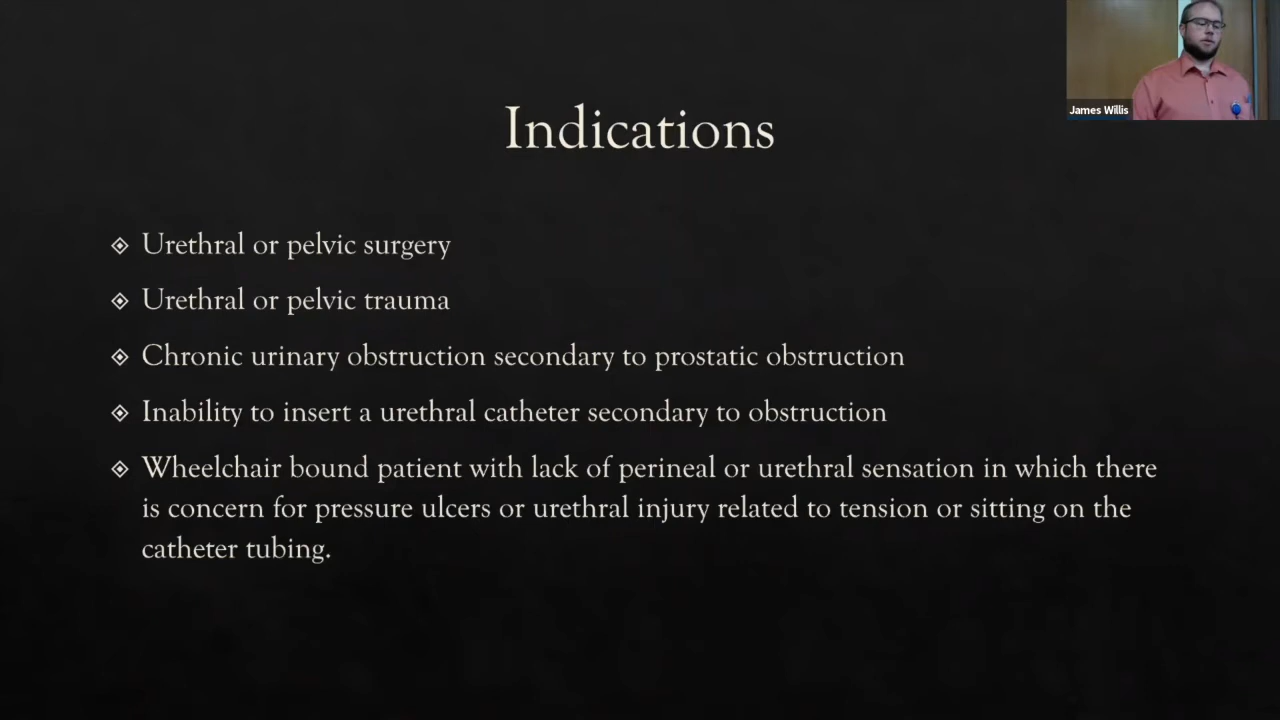 James Willis
Indications
Urethral or pelvic surgery
Urethral or pelvic trauma
Chronic urinary obstruction secondary to prostatic obstruction
Inability to insert a urethral catheter secondary to obstruction
Wheelchair bound patient with lack of perineal or urethral sensation in which there
is concern for pressure ulcers or urethral injury related to tension or sitting on the
catheter tubing.